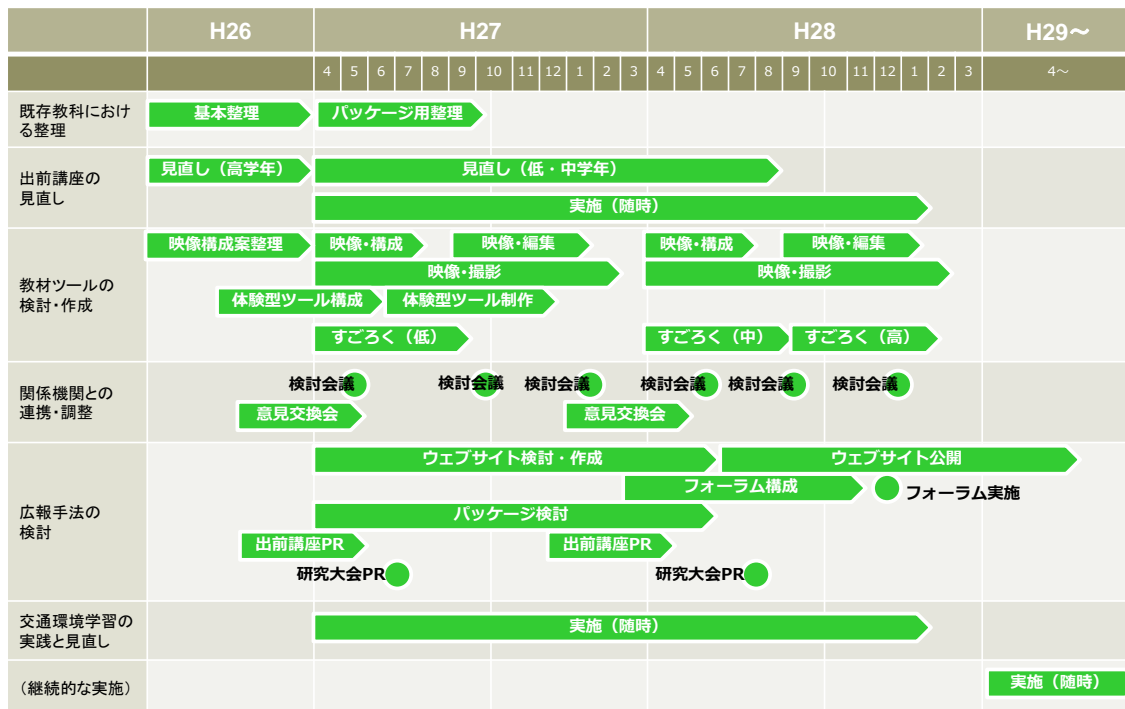 H26 H27 H28 H29～
4 5 6 7 8 9 10 11 12 1 2 3 4 5 6 7 8 9 10 11 12 1 2 3 4～
既存教科におけ
る整理
基本整理 パッケージ用整理
出前講座の
見直し
見直し（高学年） 見直し（低・中学年）
実施（随時）
教材ツールの
検討・作成
映像構成案整理 映像・構成 映像・編集 映像・構成 映像・編集
映像・撮影 映像・撮影
体験型ツール構成 体験型ツール制作
すごろく（低） すごろく（中） すごろく（高）
関係機関との
連携・調整
検討会議 検討会議 検討会議 検討会議 検討会議 検討会議
意見交換会 意見交換会
広報手法の
検討
ウェブサイト検討・作成 ウェブサイト公開
フォーラム構成 フォーラム実施
パッケージ検討
出前講座PR 出前講座PR
研究大会PR 研究大会PR
交通環境学習の
実践と見直し
実施（随時）
（継続的な実施）
実施（随時）